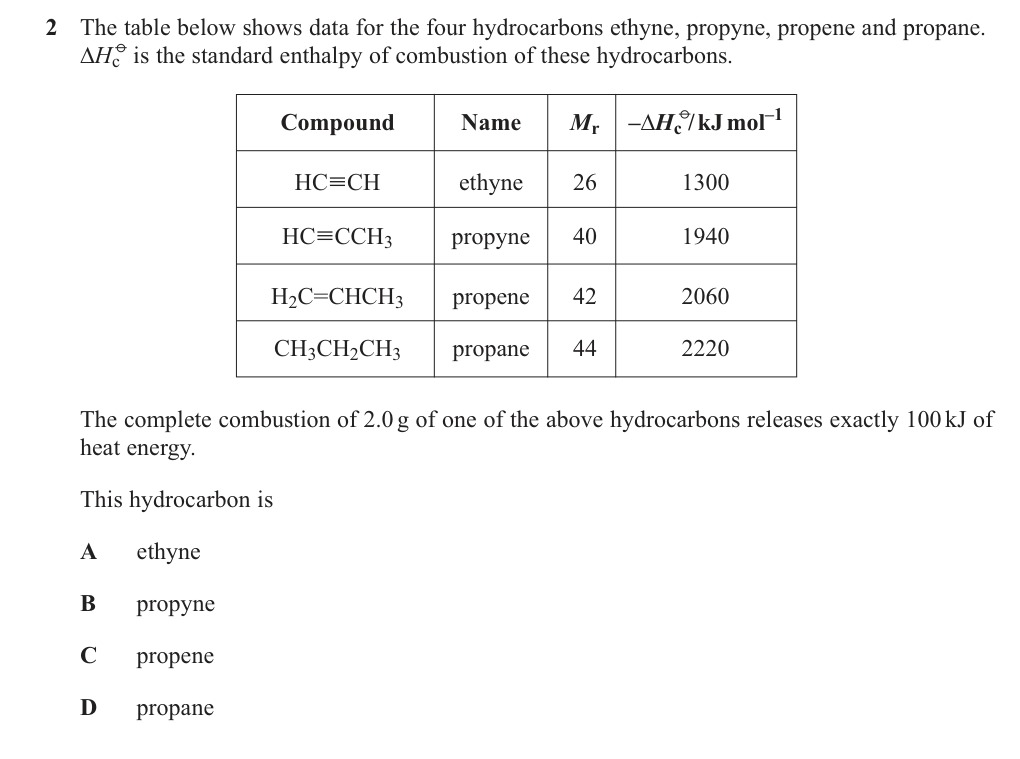 2 The table below shows data for the four hydrocarbons ethyne, propyne, propene and propane.
ΔH꜀⊖ is the standard enthalpy of combustion of these hydrocarbons.
Compound Name Mᵣ –ΔH꜀⊖/ kJ mol⁻¹
HC≡CH ethyne 26 1300
HC≡CCH₃ propyne 40 1940
H₂C=CHCH₃ propene 42 2060
CH₃CH₂CH₃ propane 44 2220
The complete combustion of 2.0 g of one of the above hydrocarbons releases exactly 100 kJ of
heat energy.
This hydrocarbon is
A ethyne
B propyne
C propene
D propane